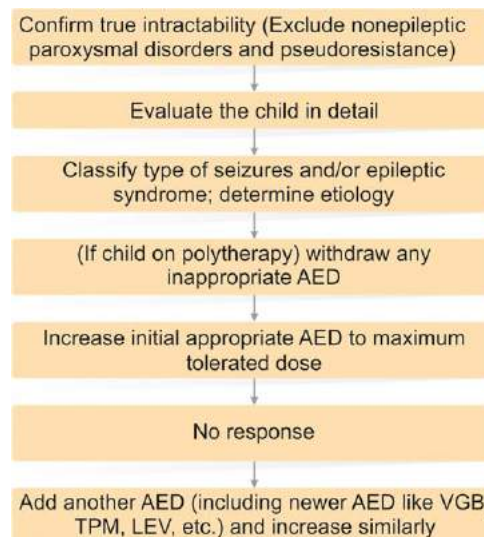 Confirm true intractability (Exclude nonepileptic
paroxysmal disorders and pseudoresistance)
Evaluate the child in detail
Classify type of seizures and/or epileptic
syndrome; determine etiology
(If child on polytherapy) withdraw any
inappropriate AED
Increase initial appropriate AED to maximum
tolerated dose
No response
Add another AED (including newer AED like VGB
TPM, LEV, etc.) and increase similarly